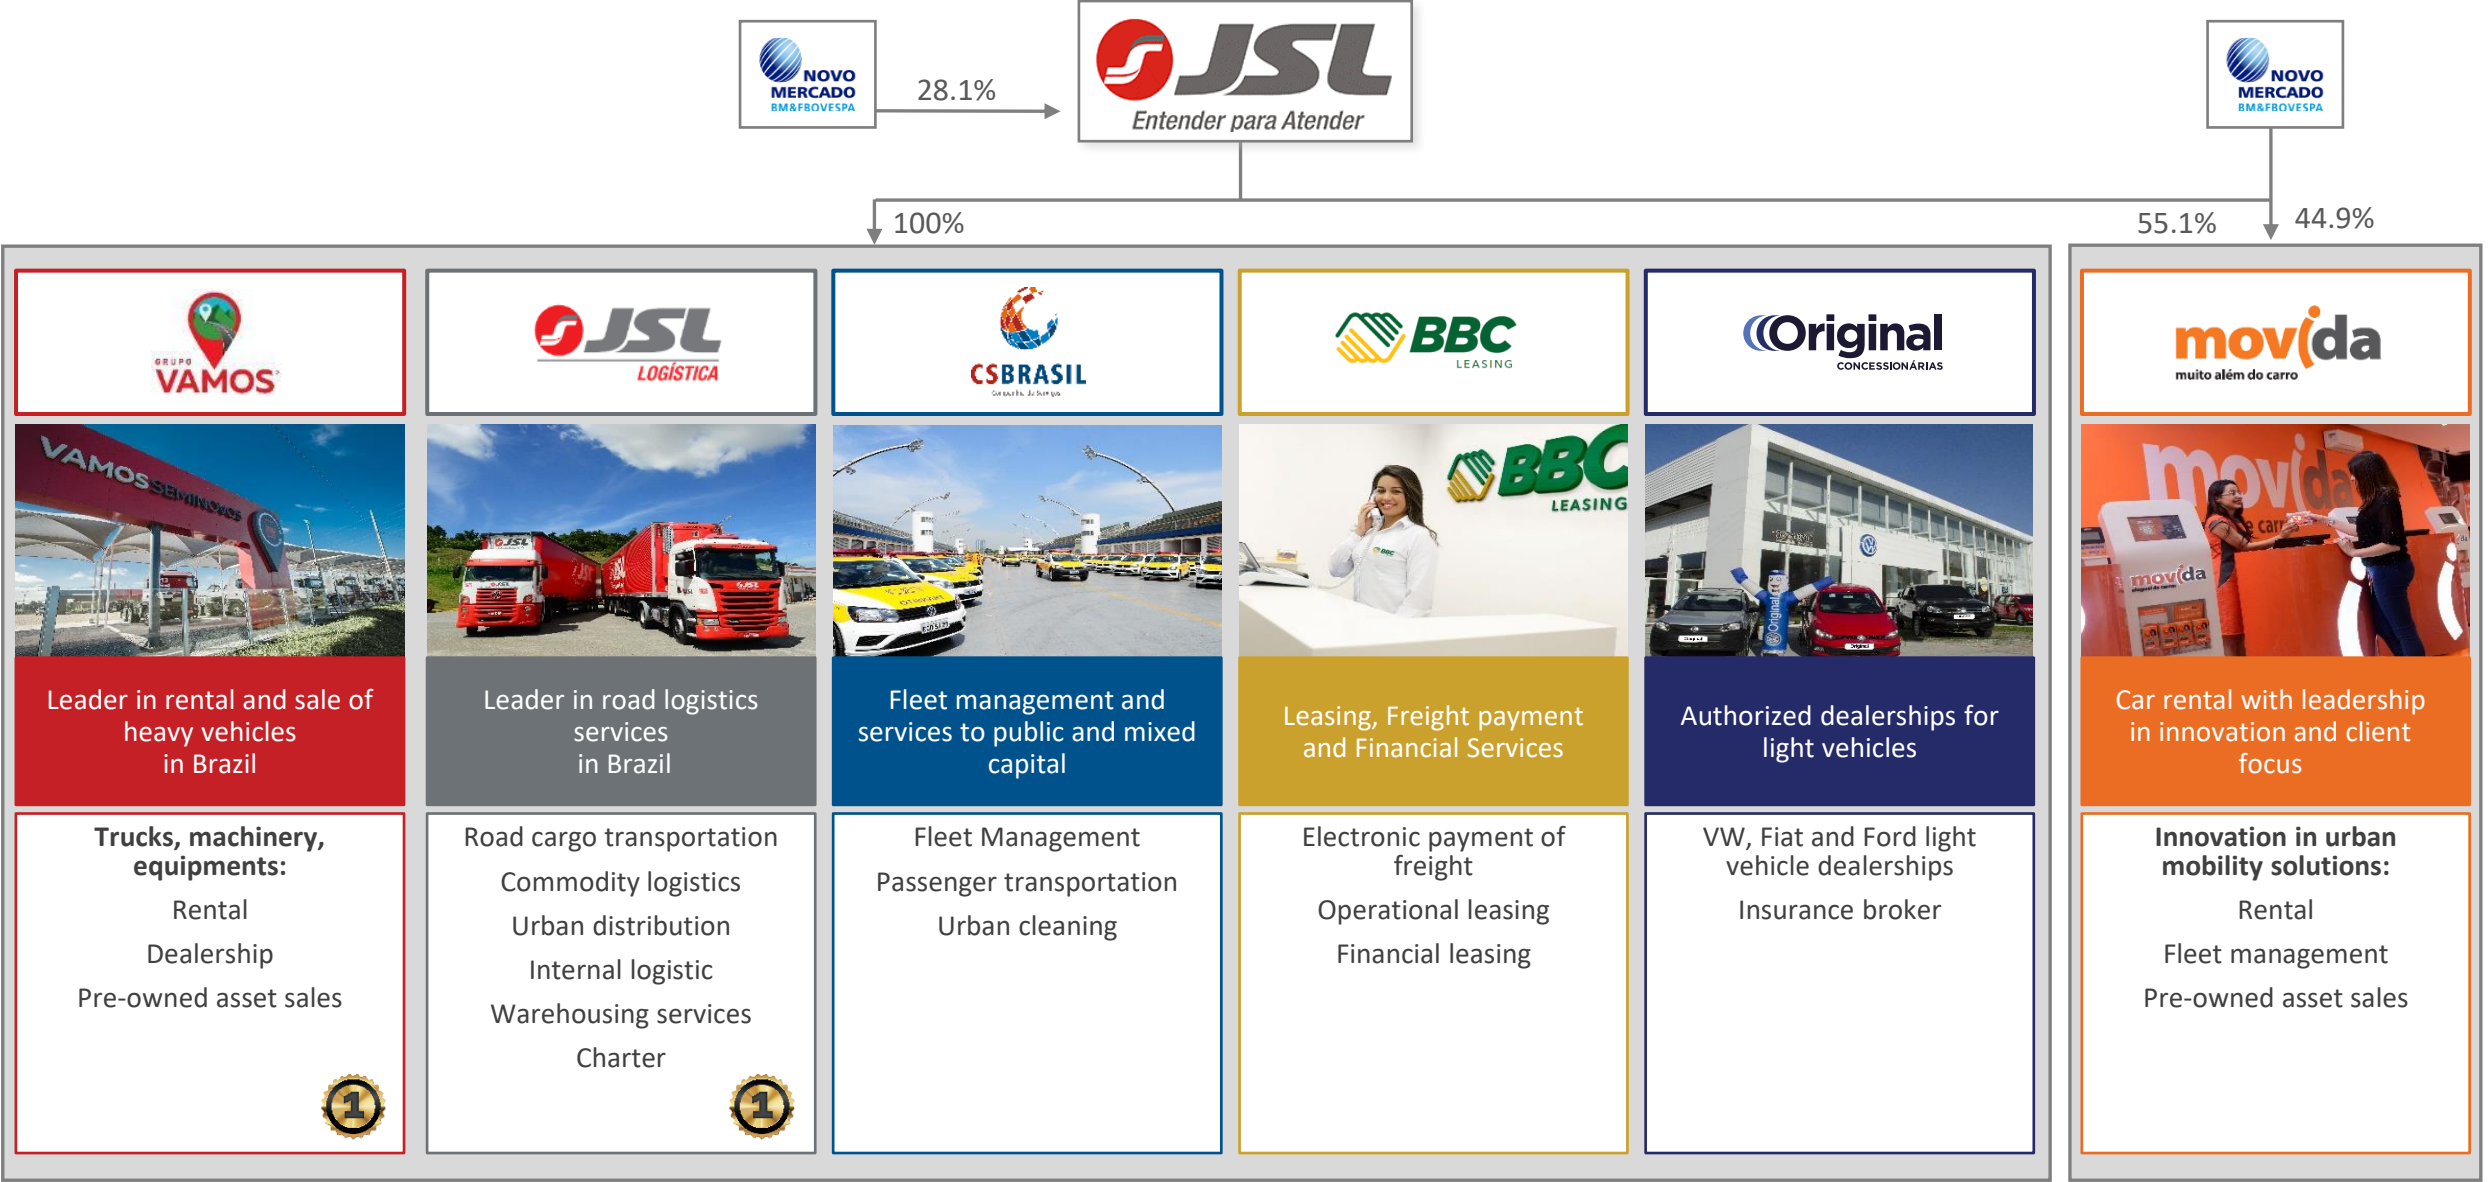 NOVO
MERCADO
BM&FBOVESPA
28.1%
JSL
Entender para Atender
NOVO
MERCADO
BM&FBOVESPA
100%
55.1%
44.9%
GRUPO
VAMOS
JSL
LOGÍSTICA
CSBRASIL
BBC
LEASING
Original
CONCESSIONÁRIAS
movida
muito além do carro
VAMOS SEMINOVOS
JSL
JSL
BBC
LEASING
BBC
Original
Original
movida
movida
Leader in rental and sale of
heavy vehicles
in Brazil
Leader in road logistics
services
in Brazil
Fleet management and
services to public and mixed
capital
Leasing, Freight payment
and Financial Services
Authorized dealerships for
light vehicles
Car rental with leadership
in innovation and client
focus
Trucks, machinery,
equipments:
Rental
Dealership
Pre-owned asset sales
1
Road cargo transportation
Commodity logistics
Urban distribution
Internal logistic
Warehousing services
Charter
1
Fleet Management
Passenger transportation
Urban cleaning
Electronic payment of
freight
Operational leasing
Financial leasing
VW, Fiat and Ford light
vehicle dealerships
Insurance broker
Innovation in urban
mobility solutions:
Rental
Fleet management
Pre-owned asset sales